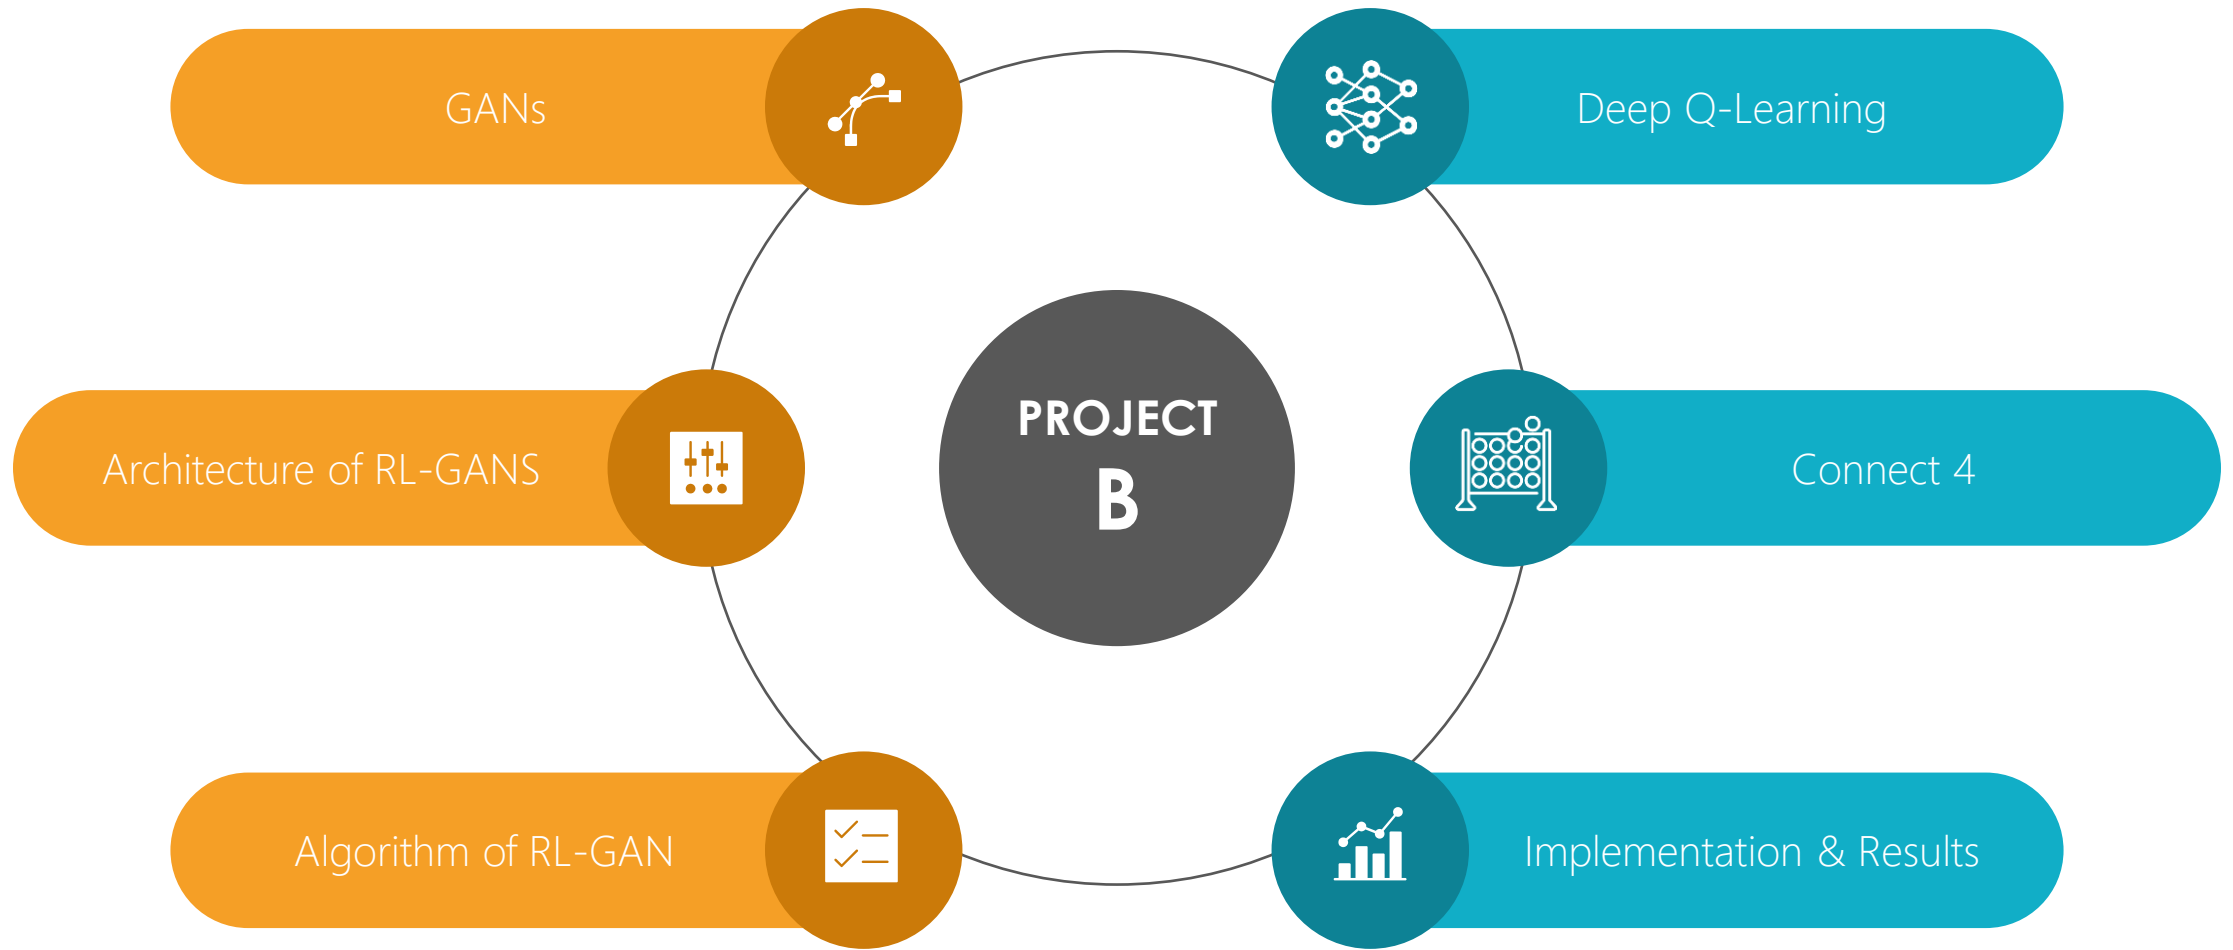 GANs
Deep Q-Learning
PROJECT
B
Architecture of RL-GANS
Connect 4
Algorithm of RL-GAN
Implementation & Results